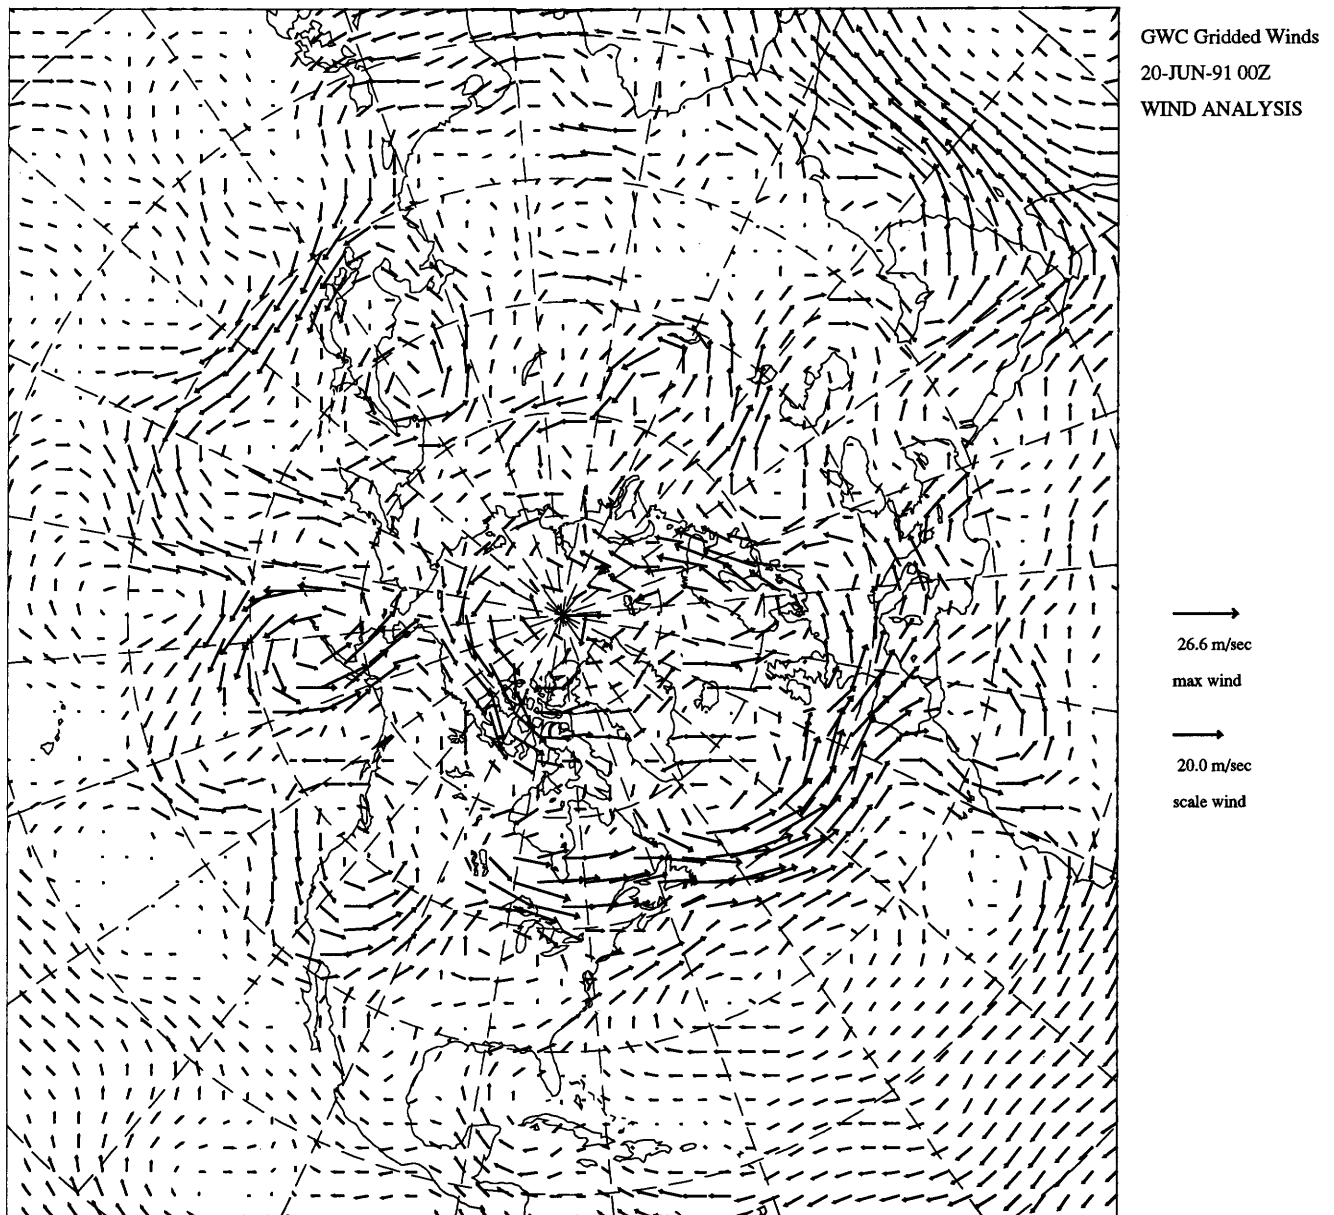 GWC Gridded Winds
20-JUN-91 00Z
WIND ANALYSIS
26.6 m/sec
max wind
20.0 m/sec
scale wind